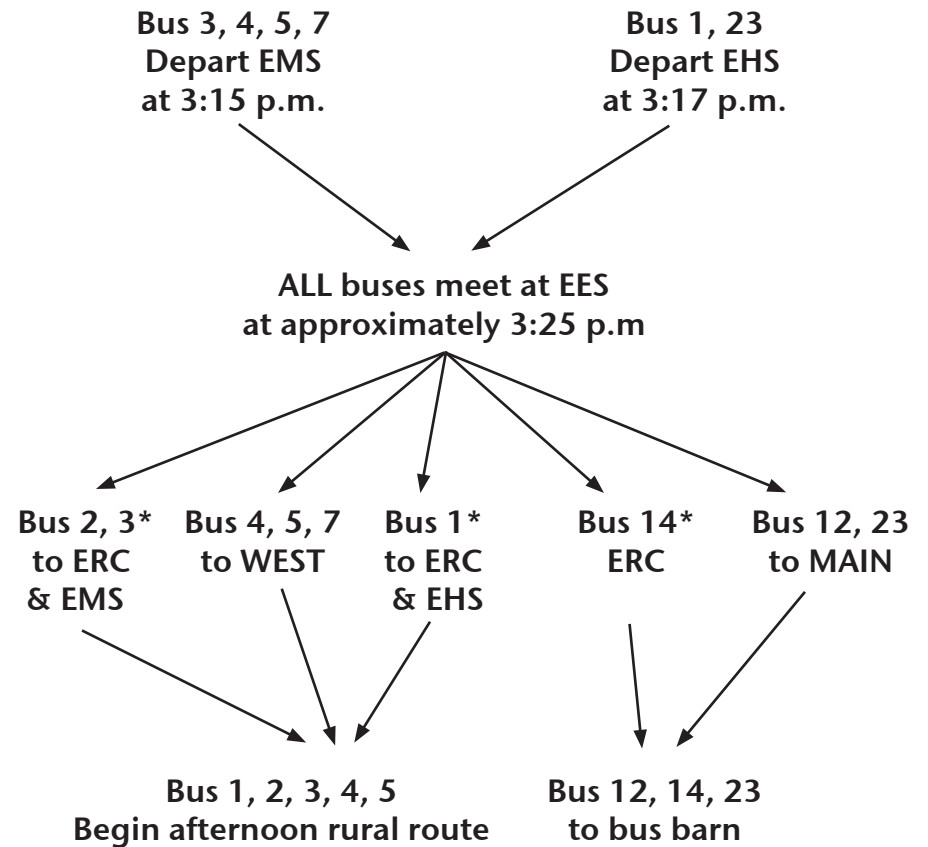 Bus 3, 4, 5, 7
Depart EMS
at 3:15 p.m.
Bus 1, 23
Depart EHS
at 3:17 p.m.
ALL buses meet at EES
at approximately 3:25 p.m
Bus 2, 3*
to ERC
& EMS
Bus 4, 5, 7
to WEST
Bus 1*
to ERC
& EHS
Bus 14*
ERC
Bus 12, 23
to MAIN
Bus 1, 2, 3, 4, 5
Begin afternoon rural route
Bus 12, 14, 23
to bus barn